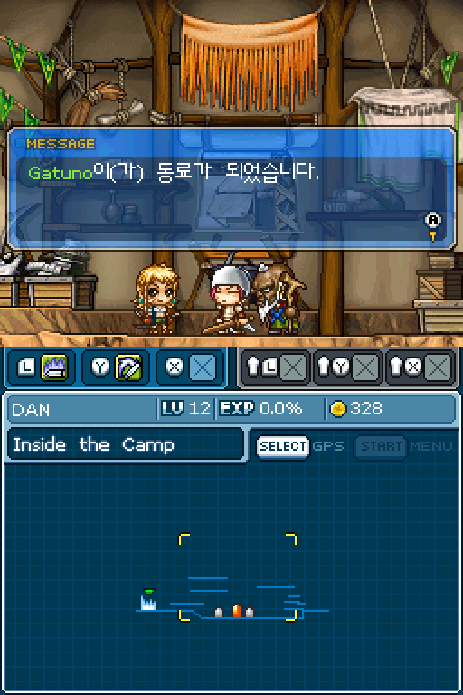 MESSAGE
Gatuno이(가) 동료가 되었습니다.
A
L Y X L Y X
DAN LV 12 EXP 0.0% 328
Inside the Camp SELECT GPS START MENU